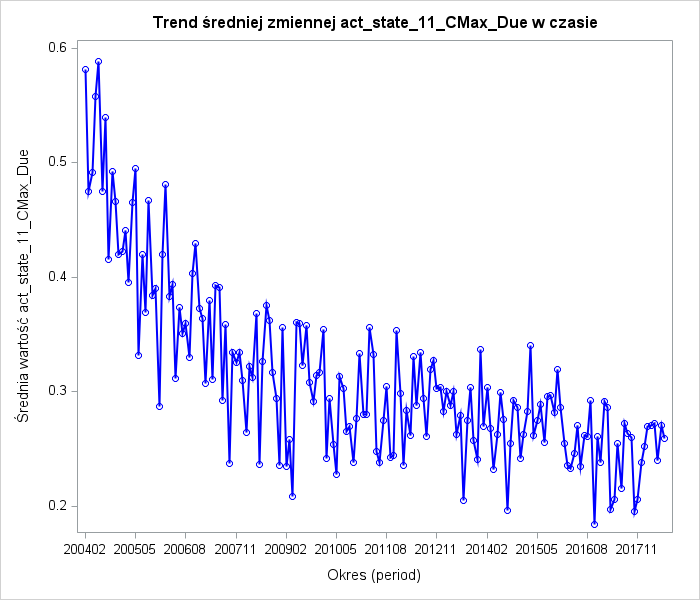 Trend średniej zmiennej act_state_11_CMax_Due w czasie
Średnia wartość act_state_11_CMax_Due
0.6
0.5
0.4
0.3
0.2
200402 200505 200608 200711 200902 201005 201108 201211 201402 201505 201608 201711
Okres (period)